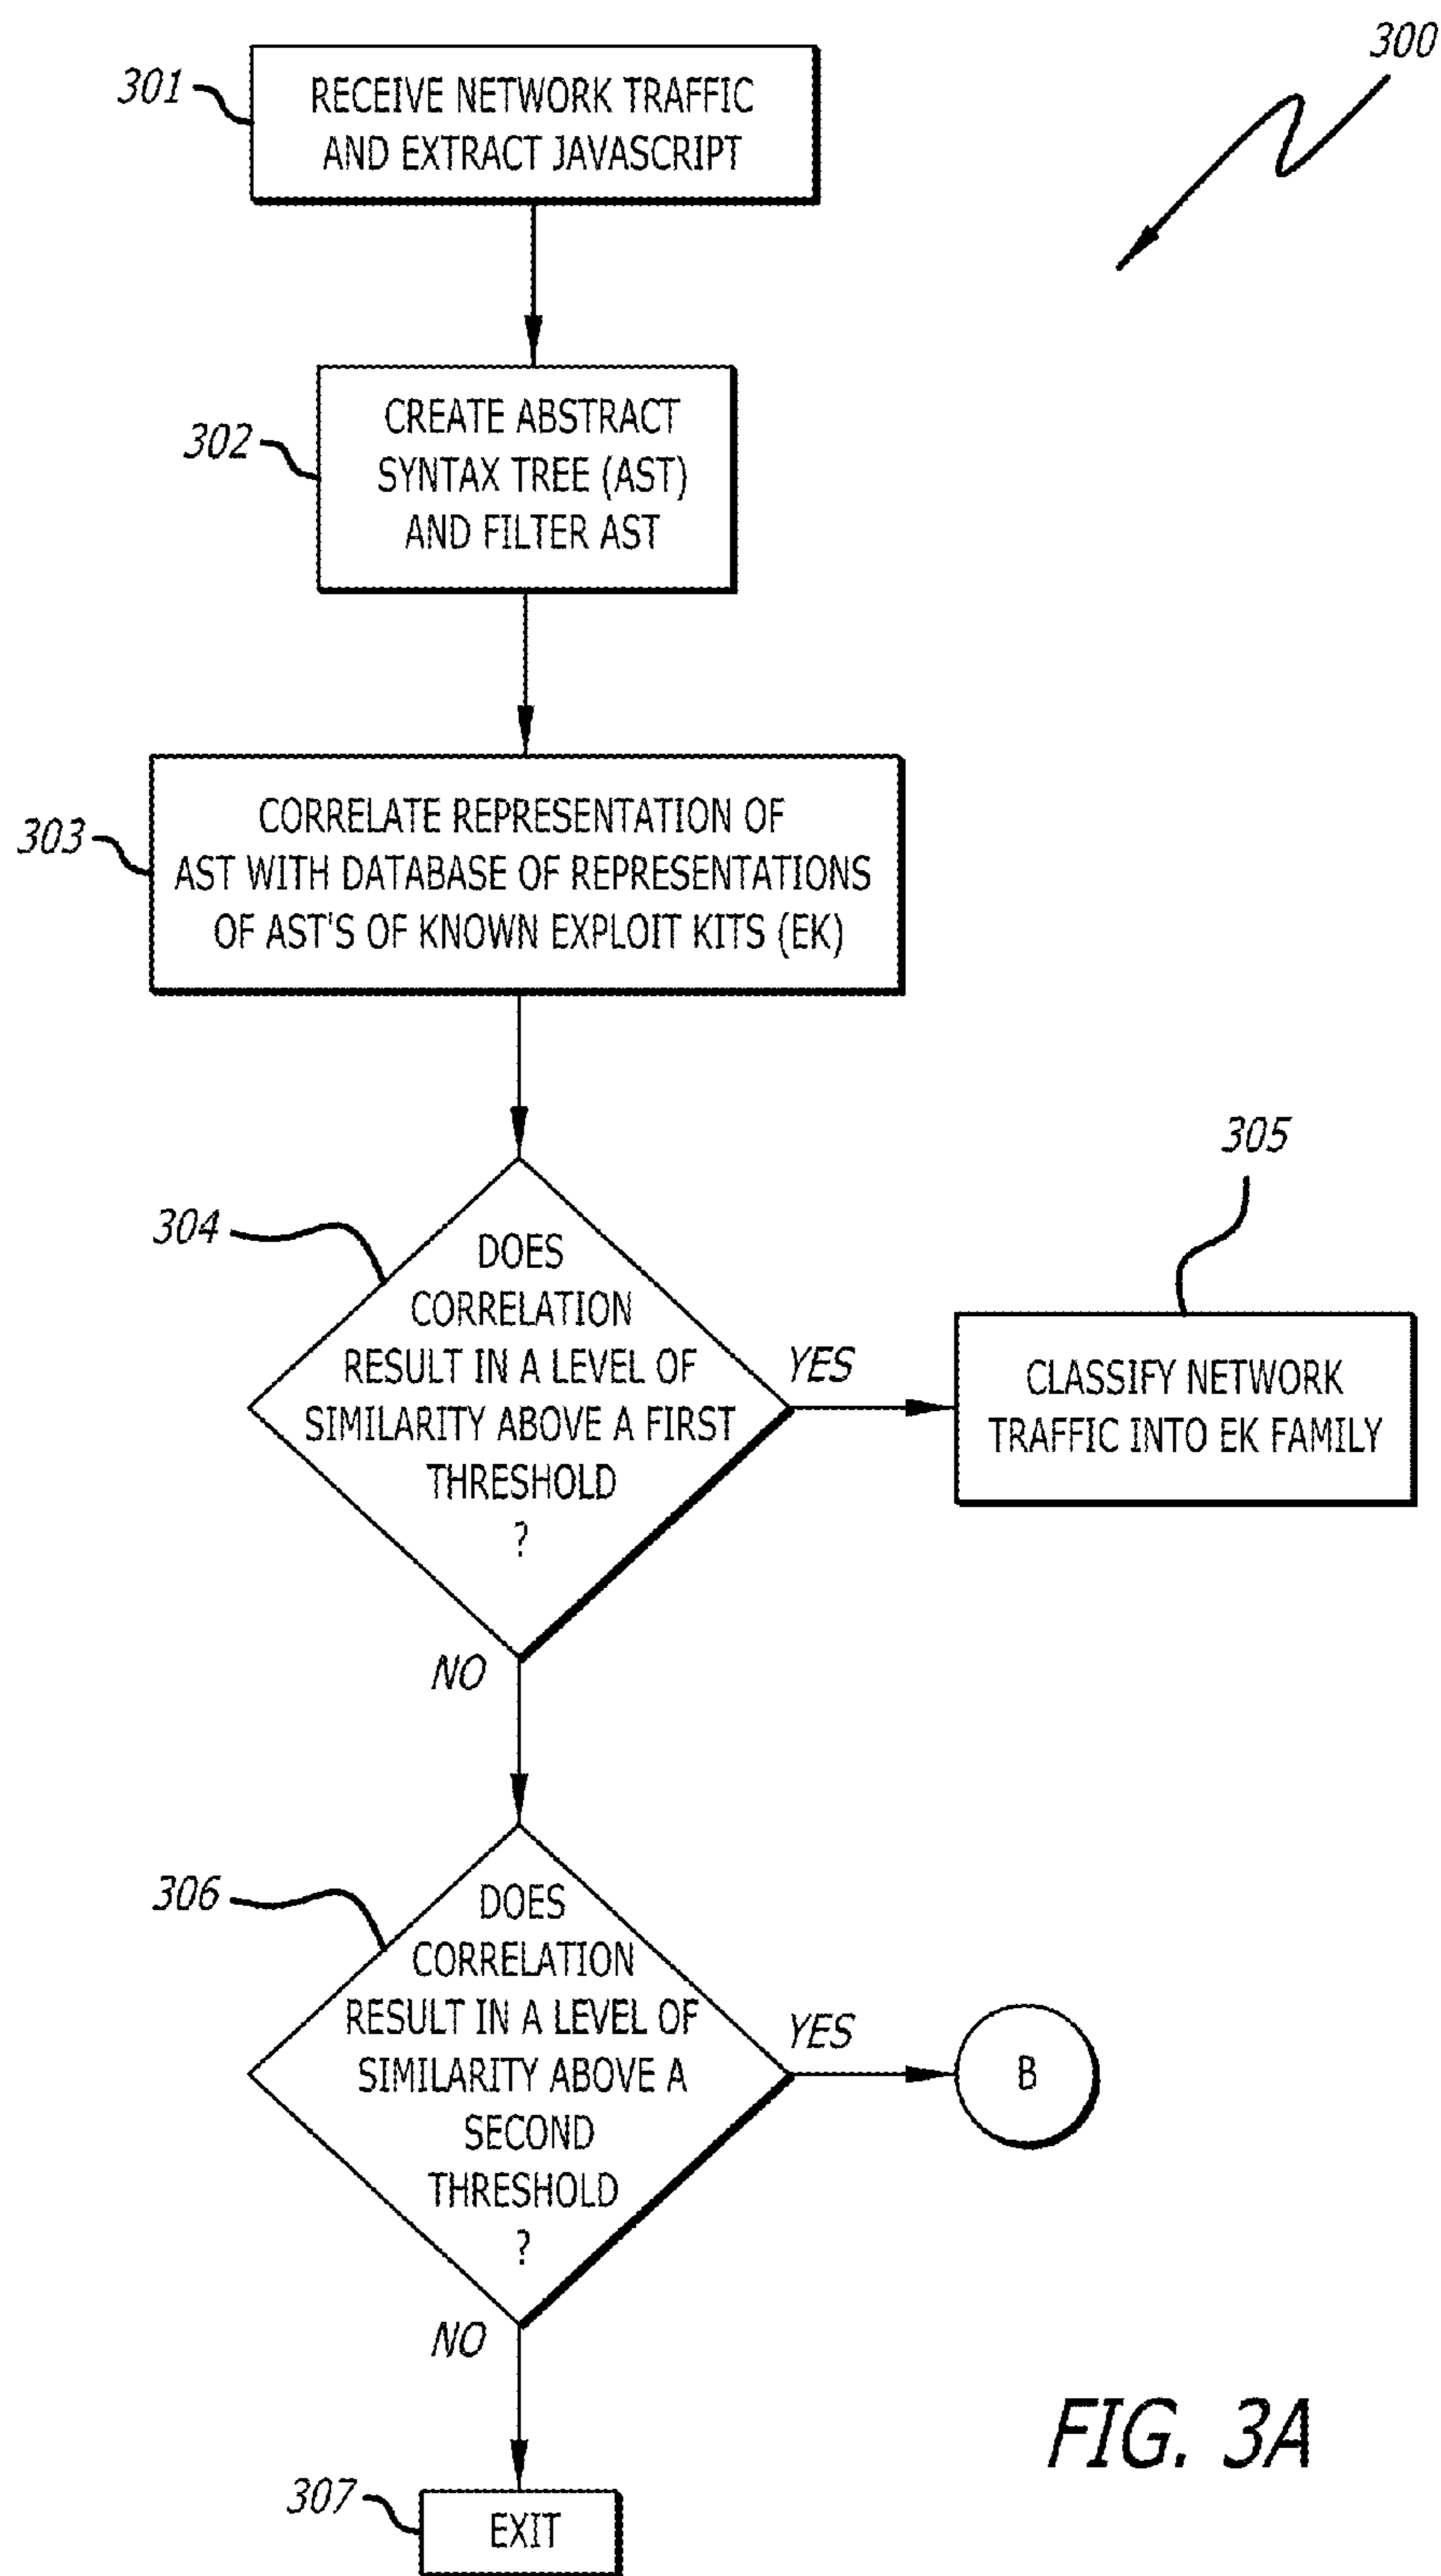 300
301
RECEIVE NETWORK TRAFFIC
AND EXTRACT JAVASCRIPT
302
CREATE ABSTRACT
SYNTAX TREE (AST)
AND FILTER AST
303
CORRELATE REPRESENTATION OF
AST WITH DATABASE OF REPRESENTATIONS
OF AST'S OF KNOWN EXPLOIT KITS (EK)
304
DOES
CORRELATION
RESULT IN A LEVEL OF
SIMILARITY ABOVE A FIRST
THRESHOLD
?
YES
305
CLASSIFY NETWORK
TRAFFIC INTO EK FAMILY
NO
306
DOES
CORRELATION
RESULT IN A LEVEL OF
SIMILARITY ABOVE A
SECOND
THRESHOLD
?
YES
B
NO
307
EXIT
FIG. 3A